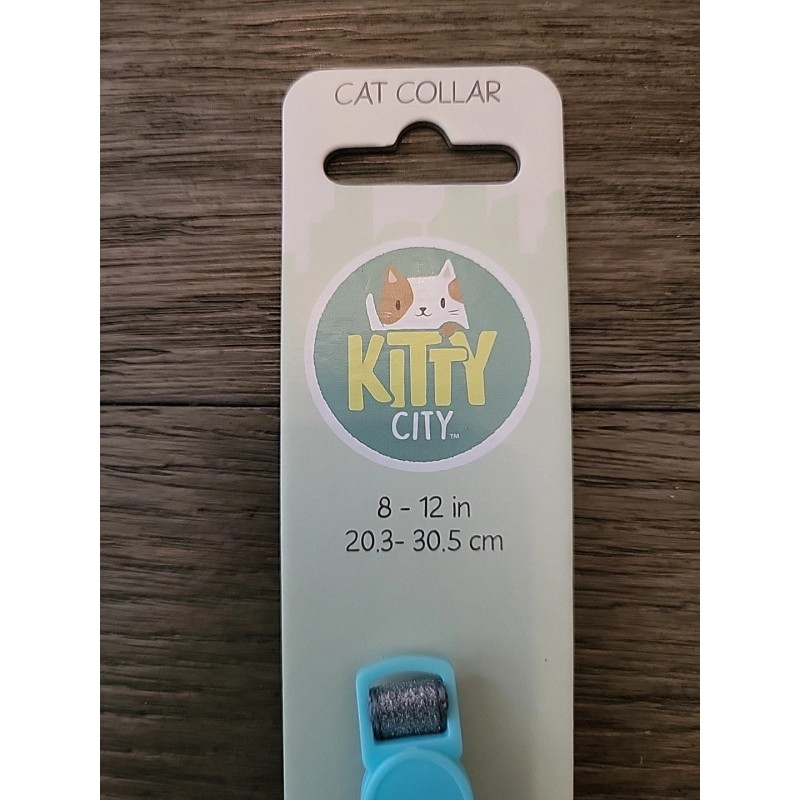 CAT COLLAR
KITTY
CITY™
8 - 12 in
20.3- 30.5 cm